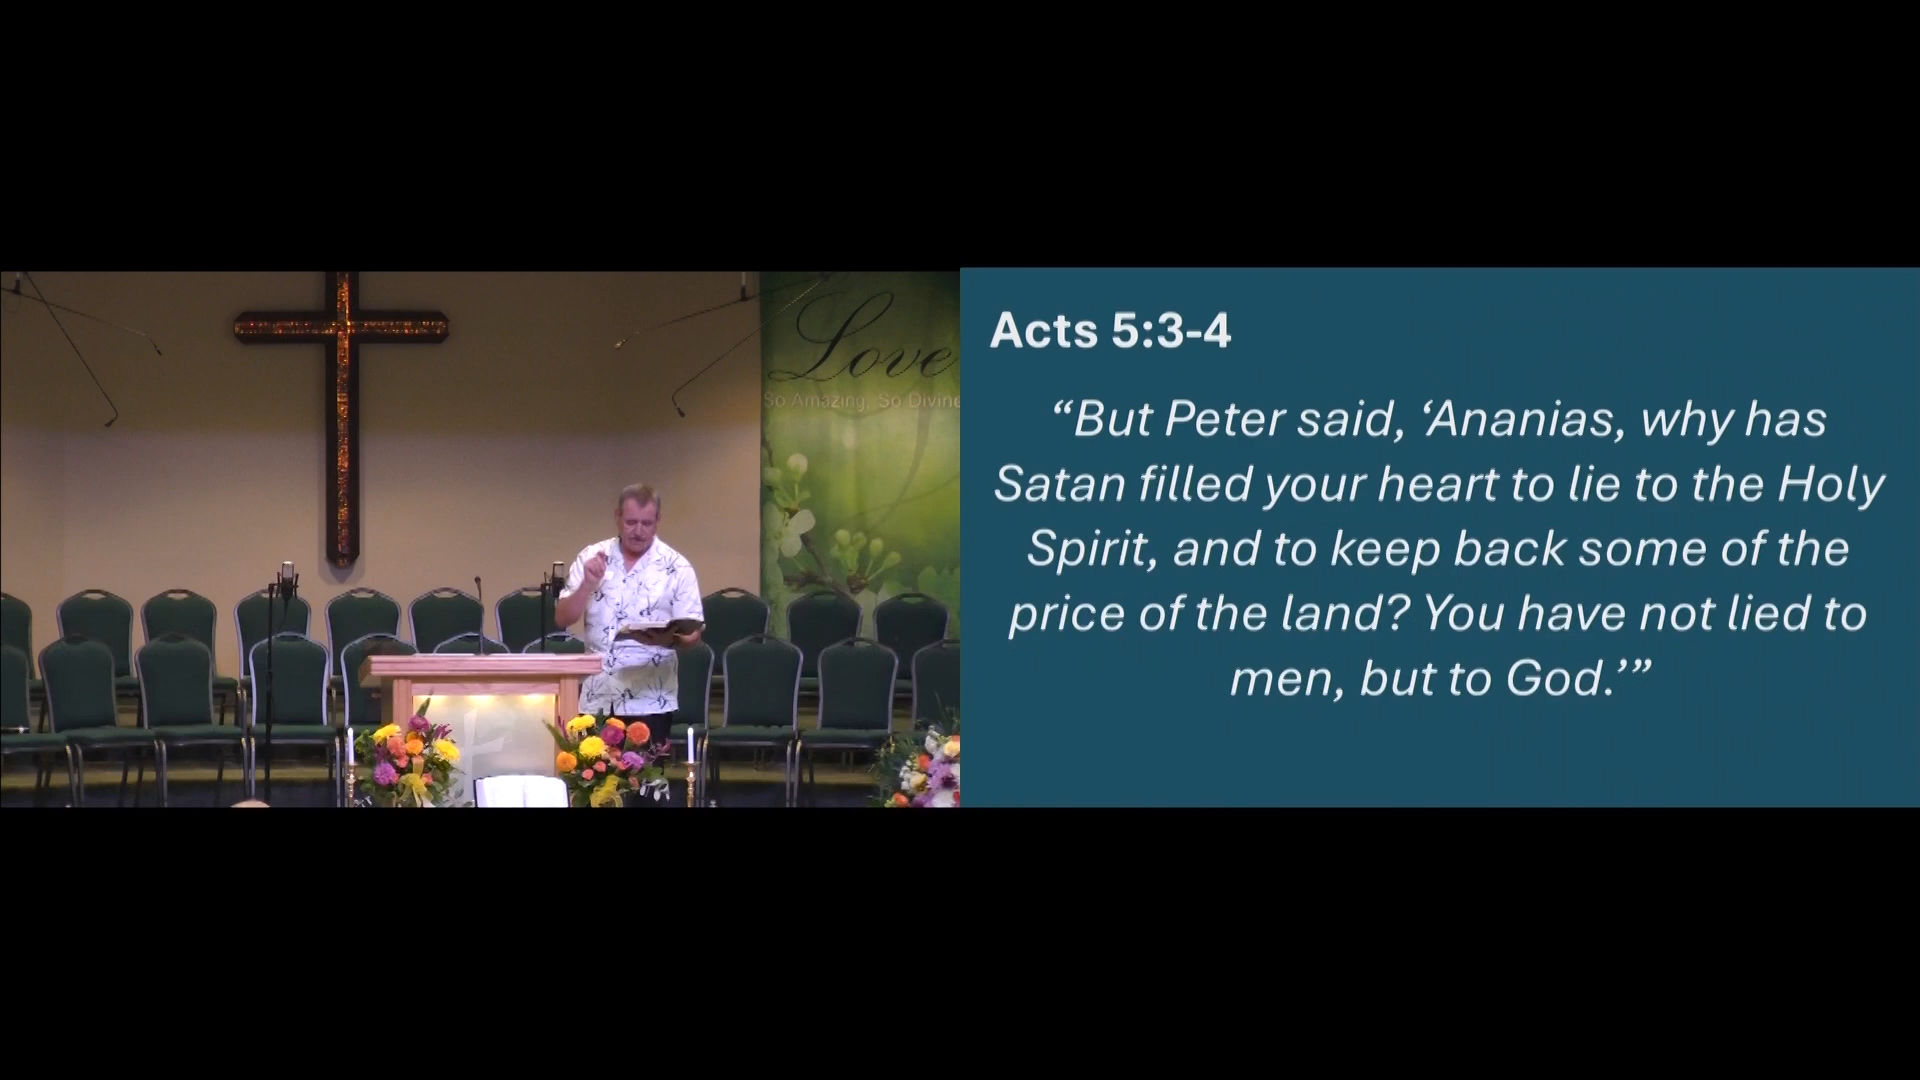 Love
So Amazing, So Divine
Acts 5:3-4
“But Peter said, ‘Ananias, why has
Satan filled your heart to lie to the Holy
Spirit, and to keep back some of the
price of the land? You have not lied to
men, but to God.’”